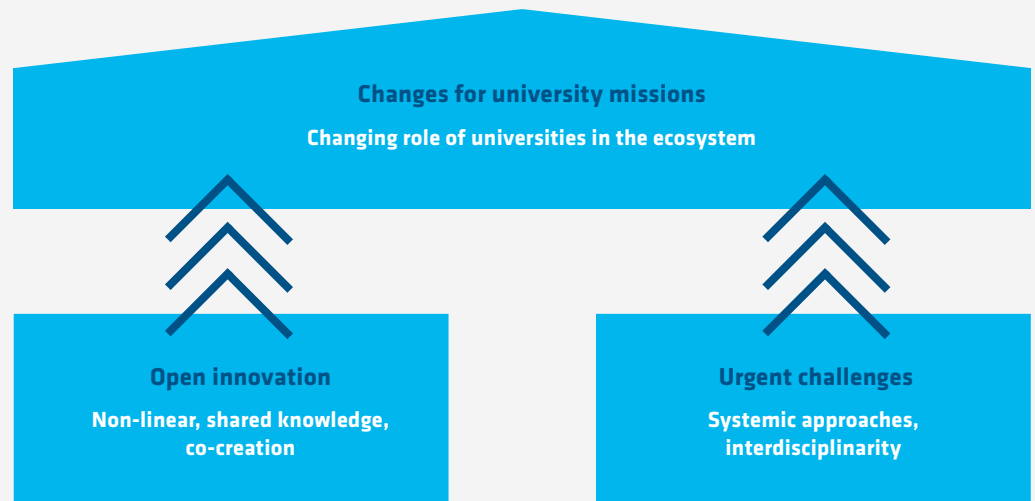 Changes for university missions
Changing role of universities in the ecosystem
Open innovation
Non-linear, shared knowledge,
co-creation
Urgent challenges
Systemic approaches,
interdisciplinarity